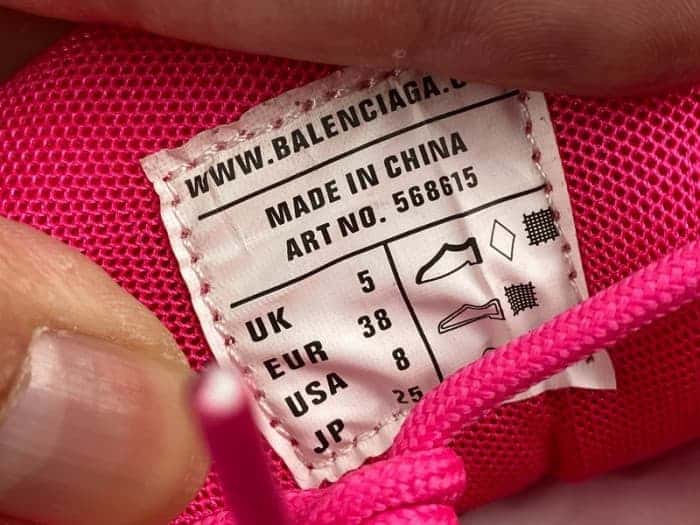 WWW.BALENCIAGA.C
MADE IN CHINA
ART NO. 568615
UK 5
EUR 38
USA 8
JP 25